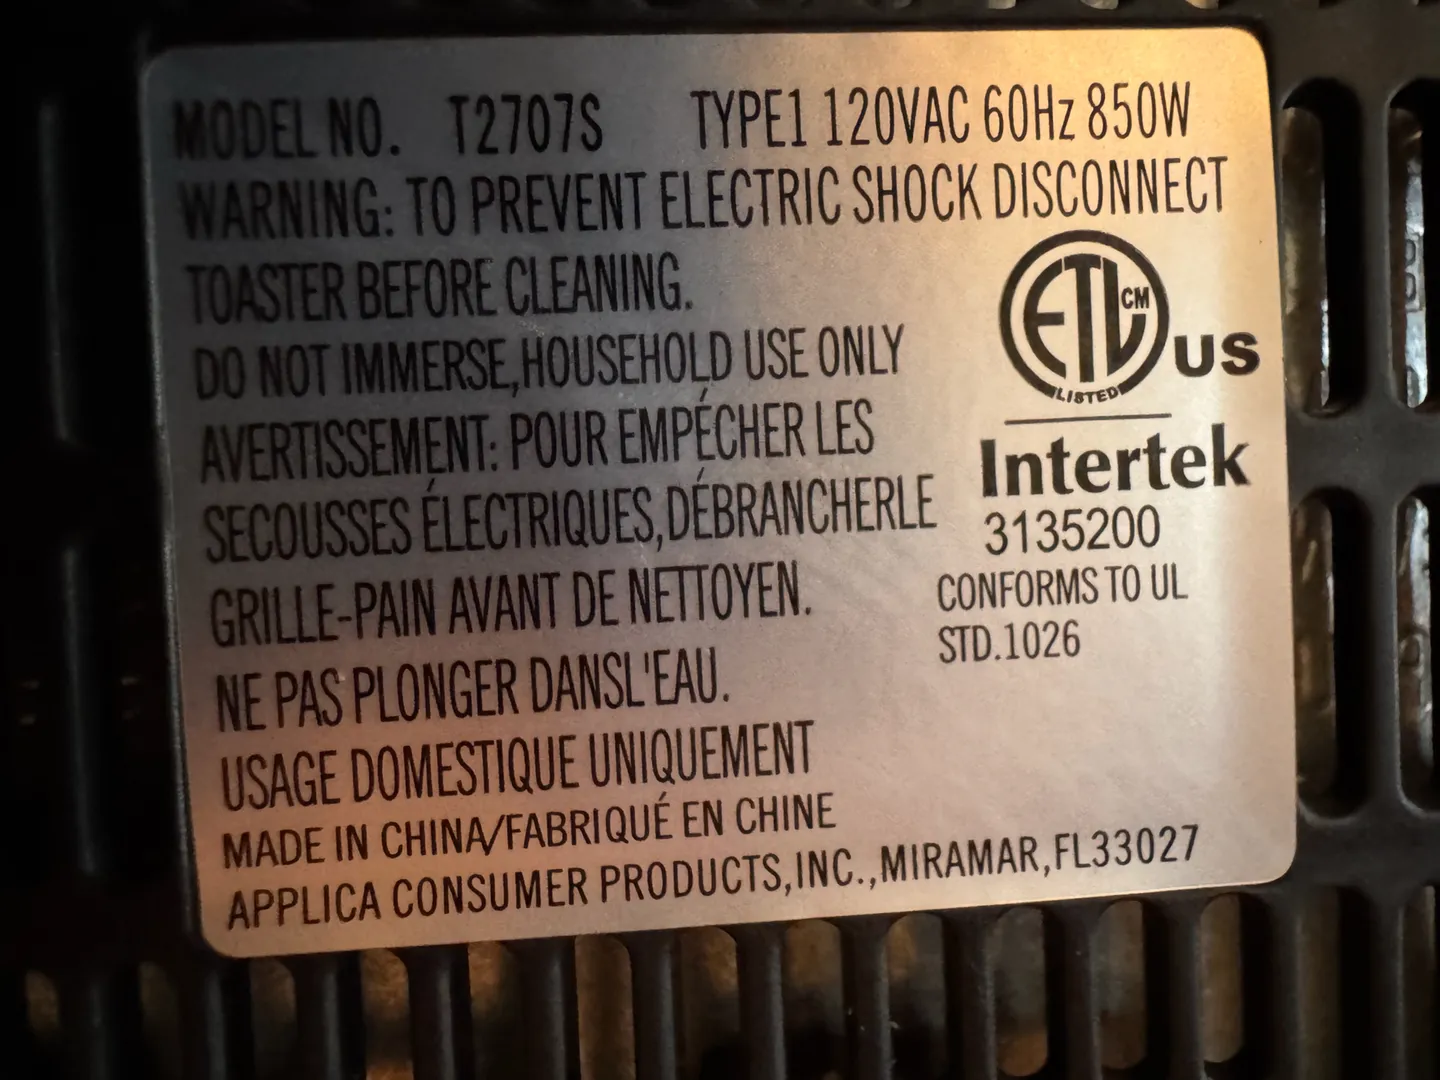 MODEL NO. T2707S TYPE1 120VAC 60Hz 850W
WARNING: TO PREVENT ELECTRIC SHOCK DISCONNECT
TOASTER BEFORE CLEANING.
DO NOT IMMERSE,HOUSEHOLD USE ONLY
AVERTISSEMENT: POUR EMPÉCHER LES
SECOUSSES ÉLECTRIQUES,DÉBRANCHERLE
GRILLE-PAIN AVANT DE NETTOYEN.
NE PAS PLONGER DANSL'EAU.
USAGE DOMESTIQUE UNIQUEMENT
MADE IN CHINA/FABRIQUÉ EN CHINE
APPLICA CONSUMER PRODUCTS,INC.,MIRAMAR,FL33027
ETL CM
LISTED
US
Intertek
3135200
CONFORMS TO UL
STD.1026